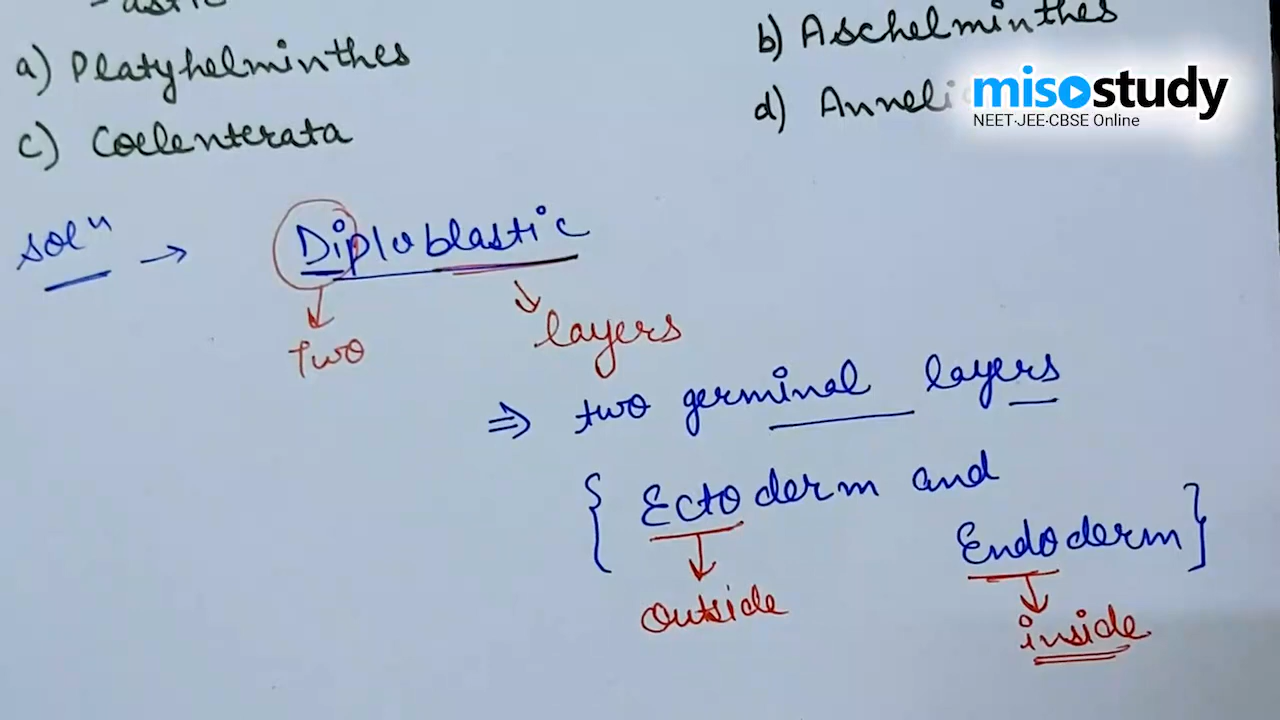 a) Platyhelminthes
b) Aschelminthes
c) Coelenterata
d)
misostudy
NEET-JEE-CBSE Online
Solⁿ → Diploblastic
two
layers
⇒ two germinal layers
{ Ectoderm and
Endoderm }
outside
inside